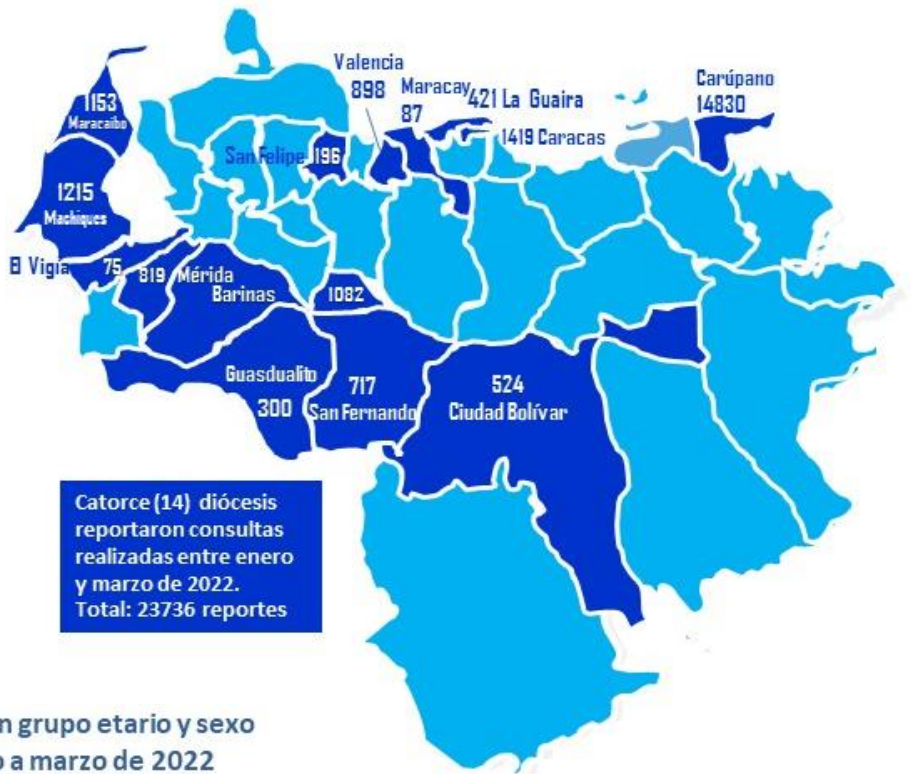 Valencia
898
Maracay
87
421 La Guaira
Carúpano
14830
1419 Caracas
1153
Maracaibo
San Felipe 196
1215
Machiques
El Vigía
75
819
Mérida
Barinas
1082
Guasdualito
300
717
San Fernando
524
Ciudad Bolívar
Catorce (14) diócesis
reportaron consultas
realizadas entre enero
y marzo de 2022.
Total: 23736 reportes
n grupo etario y sexo
o a marzo de 2022